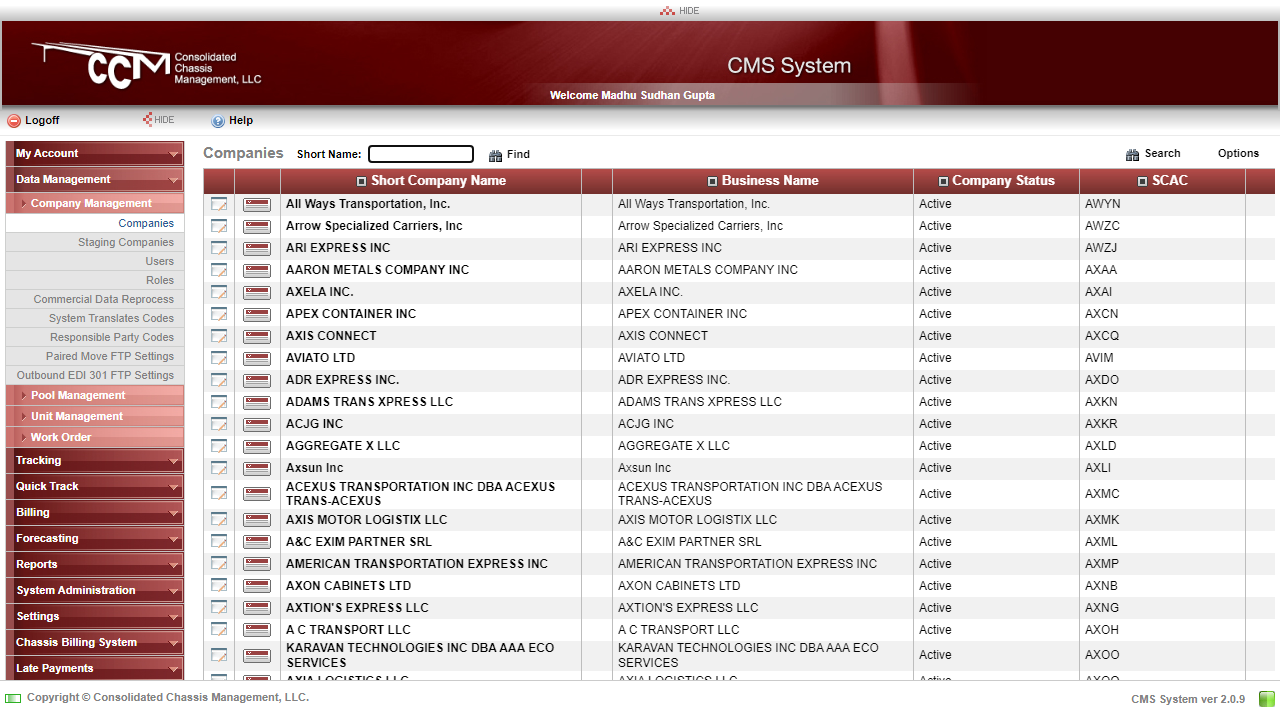 HIDE
CCM Consolidated
Chassis
Management, LLC
CMS System
Welcome Madhu Sudhan Gupta
Logoff HIDE Help
My Account
Data Management
Company Management
Companies
Staging Companies
Users
Roles
Commercial Data Reprocess
System Translates Codes
Responsible Party Codes
Paired Move FTP Settings
Outbound EDI 301 FTP Settings
Pool Management
Unit Management
Work Order
Tracking
Quick Track
Billing
Forecasting
Reports
System Administration
Settings
Chassis Billing System
Late Payments
Companies Short Name: Find Search Options
Short Company Name Business Name Company Status SCAC
All Ways Transportation, Inc. All Ways Transportation, Inc. Active AWYN
Arrow Specialized Carriers, Inc Arrow Specialized Carriers, Inc Active AWZC
ARI EXPRESS INC ARI EXPRESS INC Active AWZJ
AARON METALS COMPANY INC AARON METALS COMPANY INC Active AXAA
AXELA INC. AXELA INC. Active AXAI
APEX CONTAINER INC APEX CONTAINER INC Active AXCN
AXIS CONNECT AXIS CONNECT Active AXCQ
AVIATO LTD AVIATO LTD Active AVIM
ADR EXPRESS INC. ADR EXPRESS INC. Active AXDO
ADAMS TRANS XPRESS LLC ADAMS TRANS XPRESS LLC Active AXKN
ACJG INC ACJG INC Active AXKR
AGGREGATE X LLC AGGREGATE X LLC Active AXLD
Axsun Inc Axsun Inc Active AXLI
ACEXUS TRANSPORTATION INC DBA ACEXUS ACEXUS TRANSPORTATION INC DBA ACEXUS Active AXMC
TRANS-ACEXUS TRANS-ACEXUS
AXIS MOTOR LOGISTIX LLC AXIS MOTOR LOGISTIX LLC Active AXMK
A&C EXIM PARTNER SRL A&C EXIM PARTNER SRL Active AXML
AMERICAN TRANSPORTATION EXPRESS INC AMERICAN TRANSPORTATION EXPRESS INC Active AXMP
AXON CABINETS LTD AXON CABINETS LTD Active AXNB
AXTION'S EXPRESS LLC AXTION'S EXPRESS LLC Active AXNG
A C TRANSPORT LLC A C TRANSPORT LLC Active AXOH
KARAVAN TECHNOLOGIES INC DBA AAA ECO KARAVAN TECHNOLOGIES INC DBA AAA ECO Active AXOO
SERVICES SERVICES
AXIA LOGISTICS LLC AXIA LOGISTICS LLC Active
Copyright © Consolidated Chassis Management, LLC. CMS System ver 2.0.9